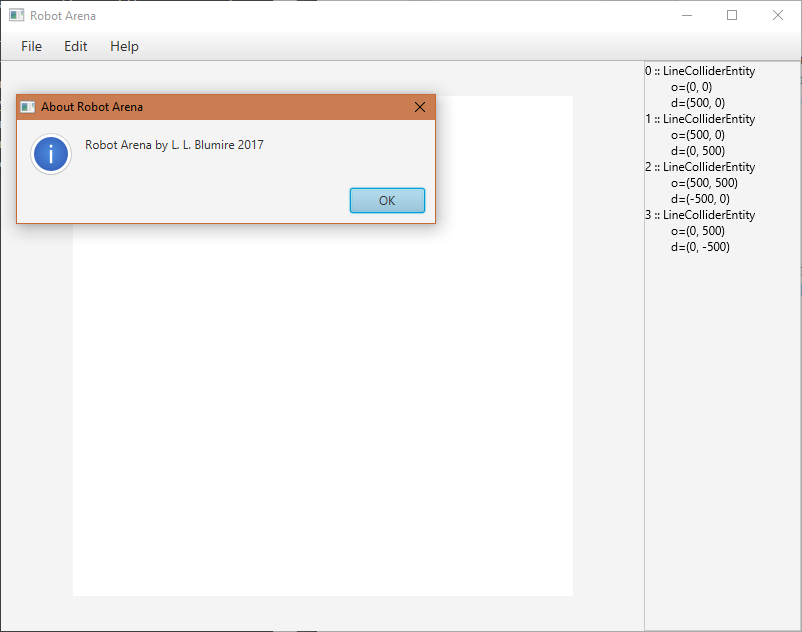 Robot Arena
File Edit Help
About Robot Arena
Robot Arena by L. L. Blumire 2017
OK
0 :: LineColliderEntity
o=(0, 0)
d=(500, 0)
1 :: LineColliderEntity
o=(500, 0)
d=(0, 500)
2 :: LineColliderEntity
o=(500, 500)
d=(-500, 0)
3 :: LineColliderEntity
o=(0, 500)
d=(0, -500)